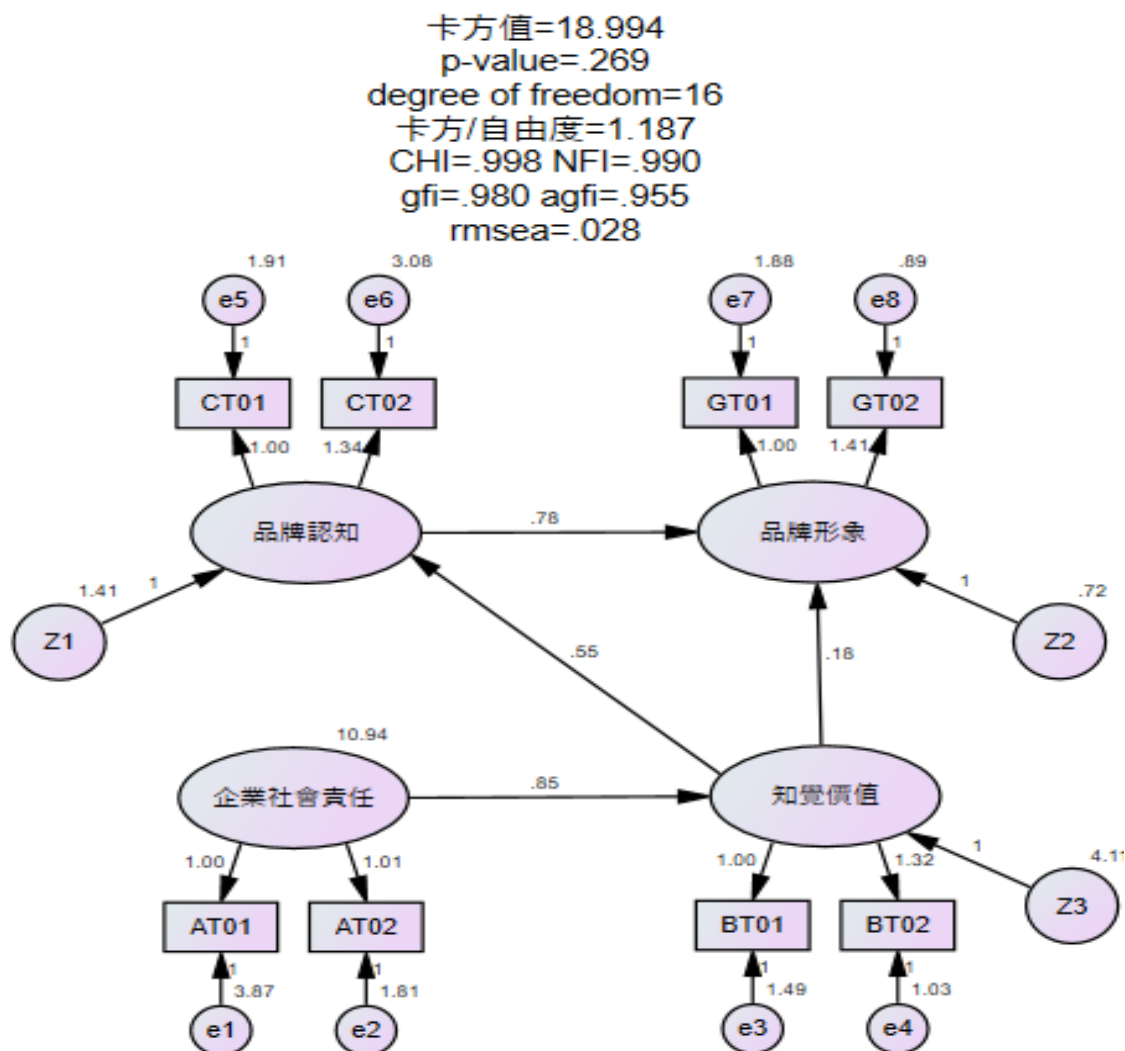 卡方值=18.994
p-value=.269
degree of freedom=16
卡方/自由度=1.187
CHI=.998 NFI=.990
gfi=.980 agfi=.955
rmsea=.028
1.91 3.08 1.88 .89
e5 e6 e7 e8
1 1 1 1
CT01 CT02 GT01 GT02
1.00 1.34 1.00 1.41
品牌認知 .78 品牌形象
1.41 1 1 .72
Z1 Z2
.55 .18
10.94
企業社會責任 .85 知覺價值
1.00 1.01 1.00 1.32 1 4.11
AT01 AT02 BT01 BT02 Z3
1 1 1 1
3.87 1.81 1.49 1.03
e1 e2 e3 e4